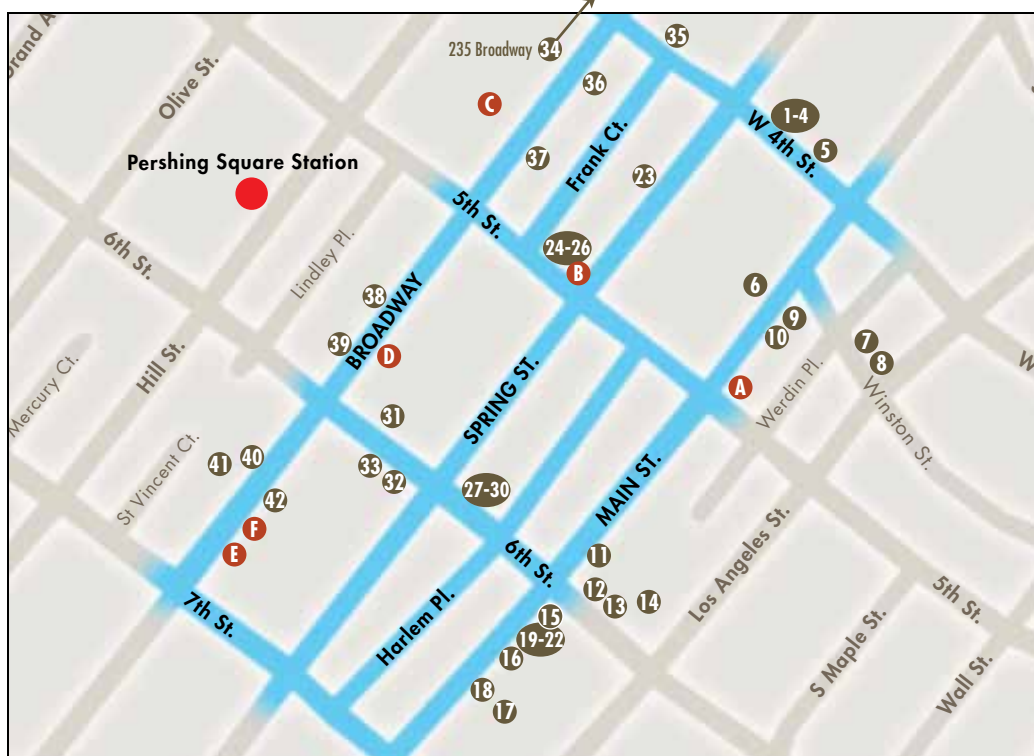 235 Broadway
34
35
Grand A
Olive St.
36
C
1-4
W 4th St.
5
Frank Ct.
37
Pershing Square Station
23
5th St.
6th St.
Lindley Pl.
24-26
B
38
6
9
BROADWAY
10
7
39
D
8
Hill St.
Mercury Ct.
A
Werdin Pl.
W
SPRING ST.
31
Winston St.
St Vincent Ct.
40
41
33
32
27-30
MAIN ST.
42
F
E
11
6th St.
Los Angeles St.
12
13
14
5th St.
7th St.
15
Harlem Pl.
19-22
16
S Maple St.
18
17
Wall St.